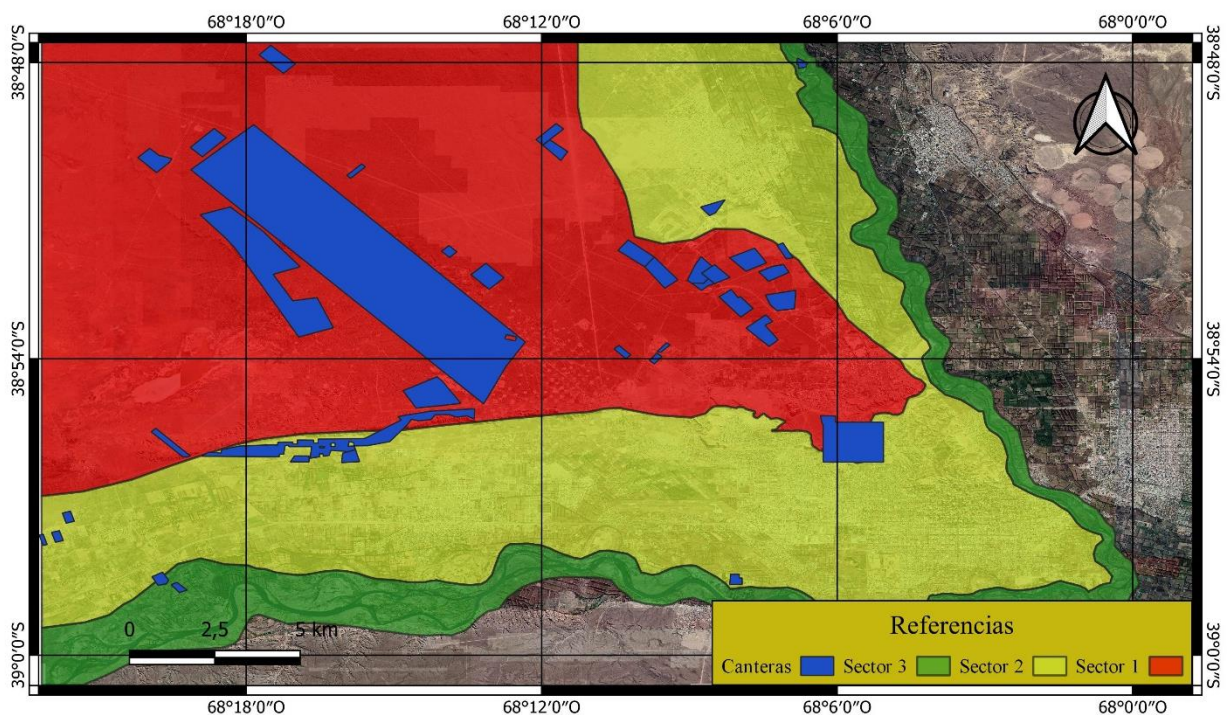 68°18'0"O 68°12'0"O 68°6'0"O 68°0'0"O
38°48'0"S 38°48'0"S
38°54'0"S 38°54'0"S
0 2,5 5 km
Referencias
Canteras Sector 3 Sector 2 Sector 1
39°0'0"S 39°0'0"S
68°18'0"O 68°12'0"O 68°6'0"O 68°0'0"O